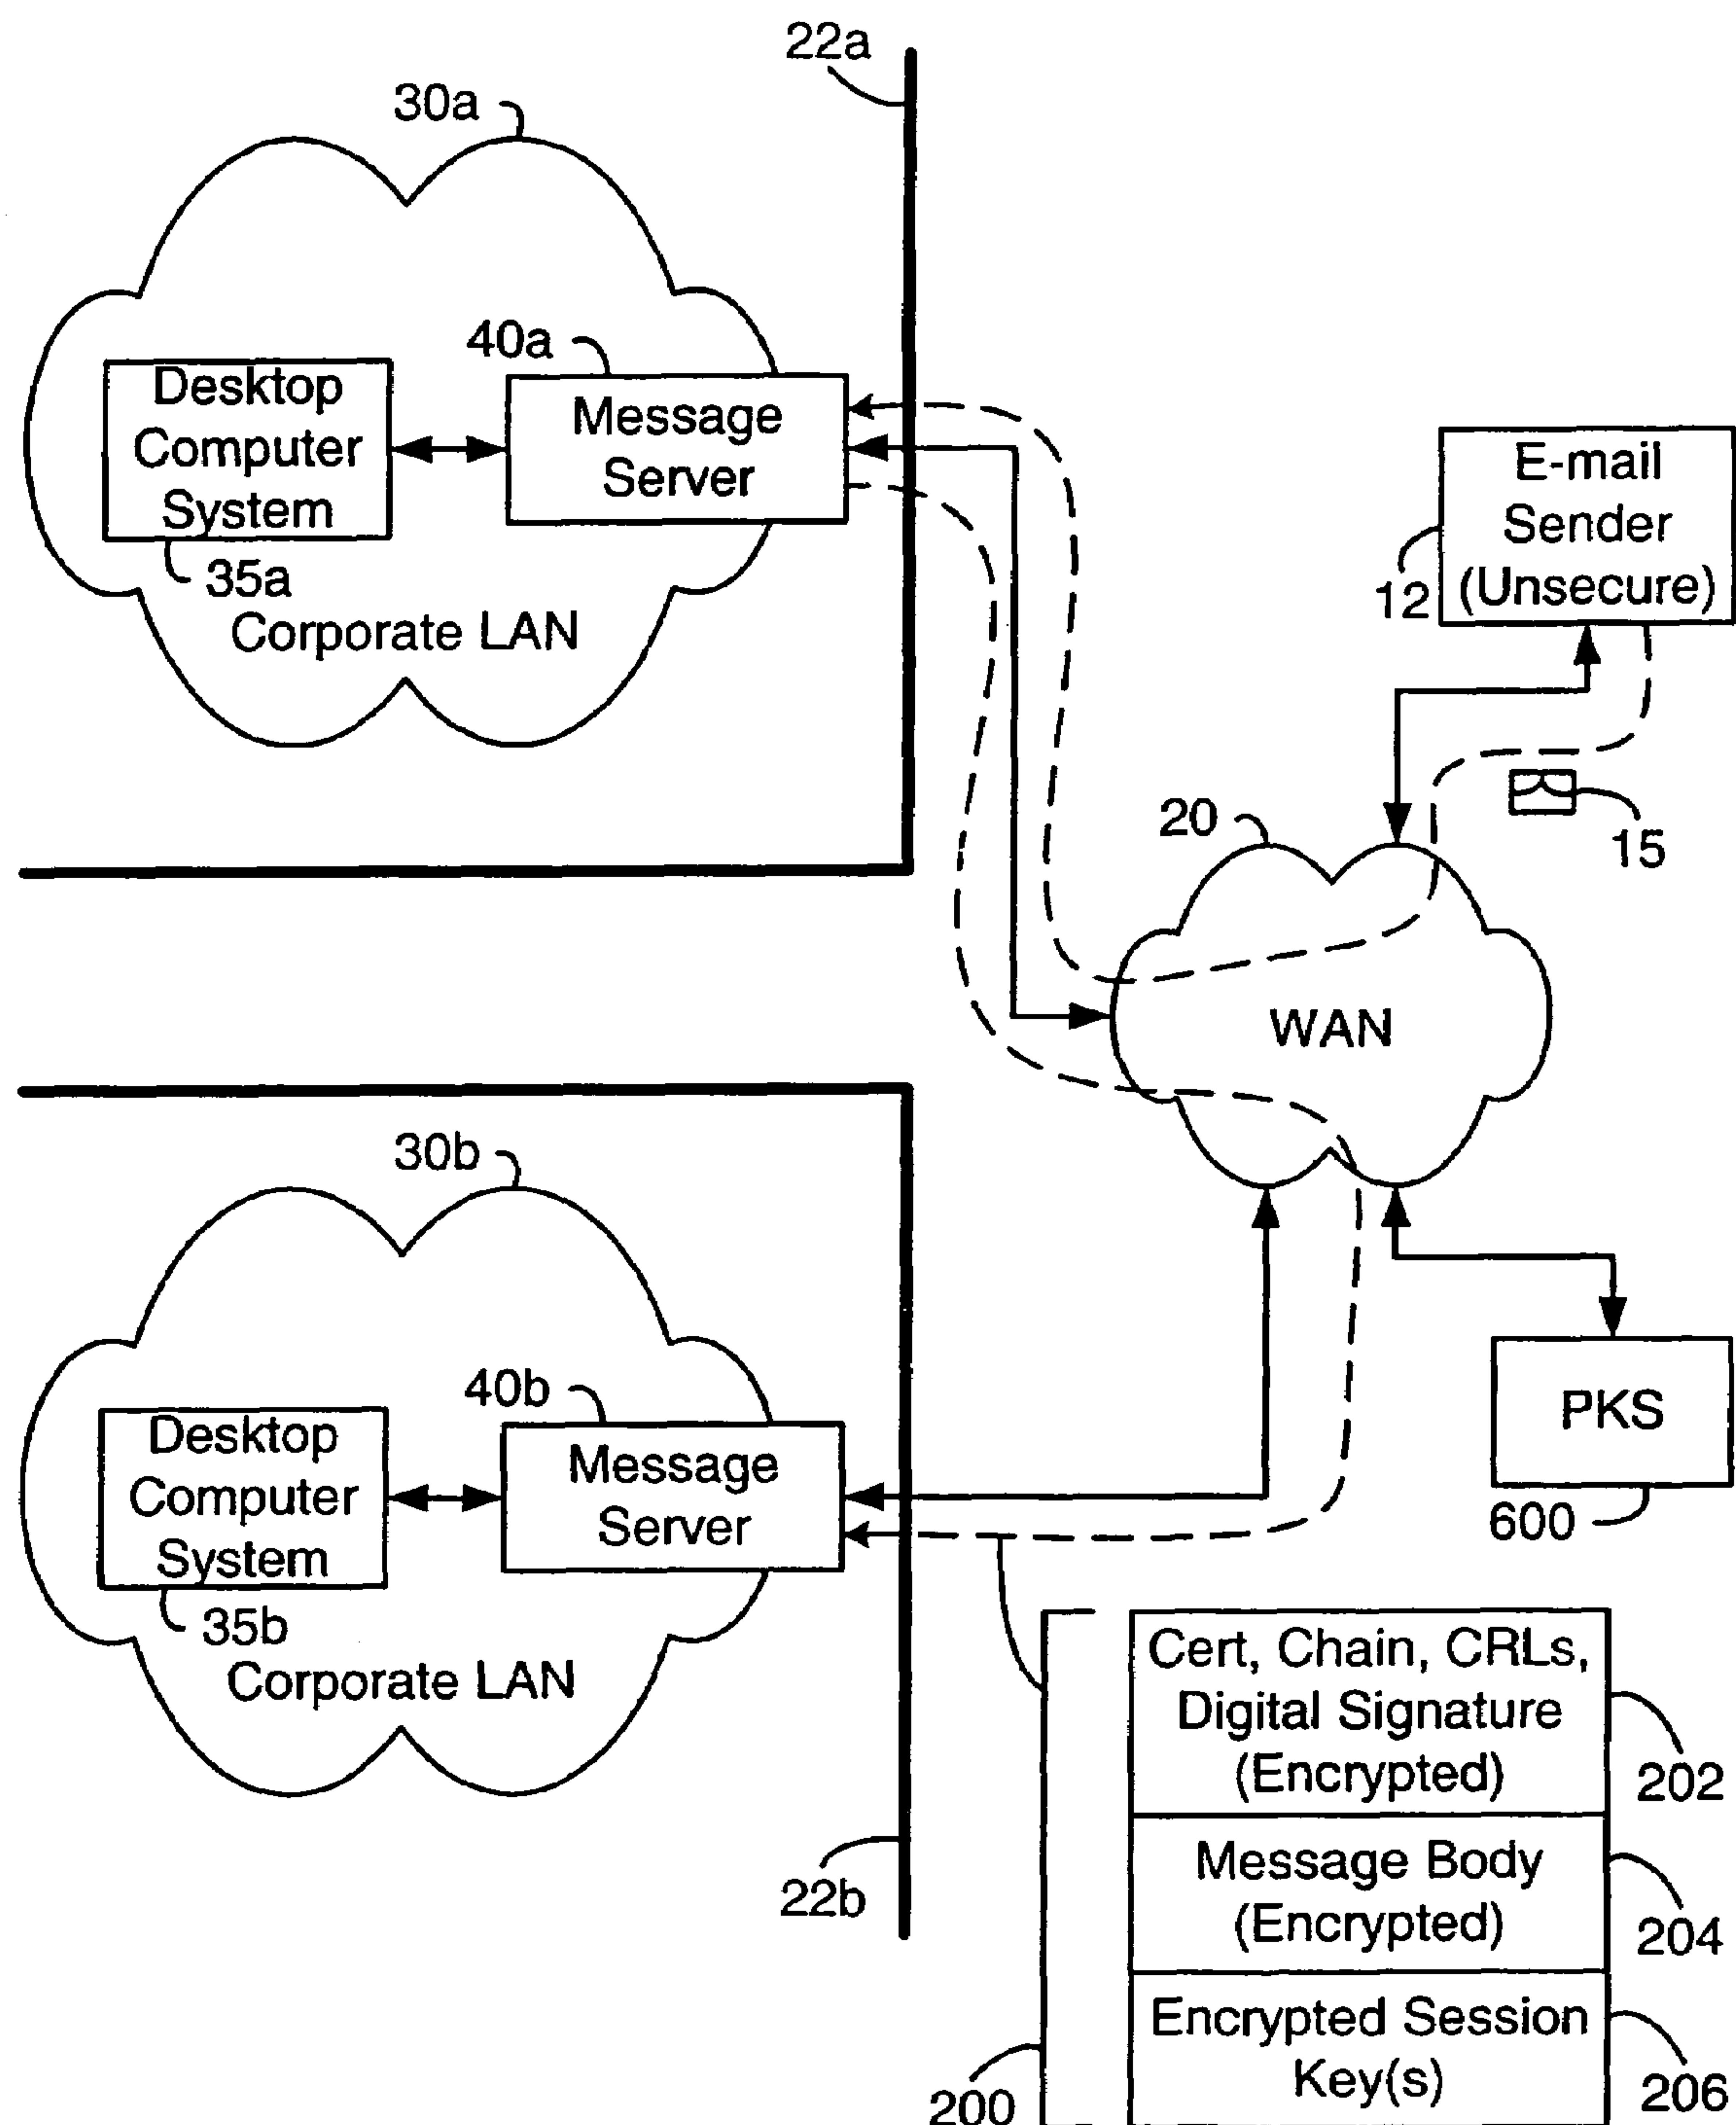 22a
30a
40a
Desktop
Computer
System
Message
Server
35a
Corporate LAN
E-mail
Sender
(Unsecure)
12
15
20
WAN
30b
40b
Desktop
Computer
System
Message
Server
35b
Corporate LAN
PKS
600
22b
Cert, Chain, CRLs,
Digital Signature
(Encrypted)
202
Message Body
(Encrypted)
204
Encrypted Session
Key(s)
206
200